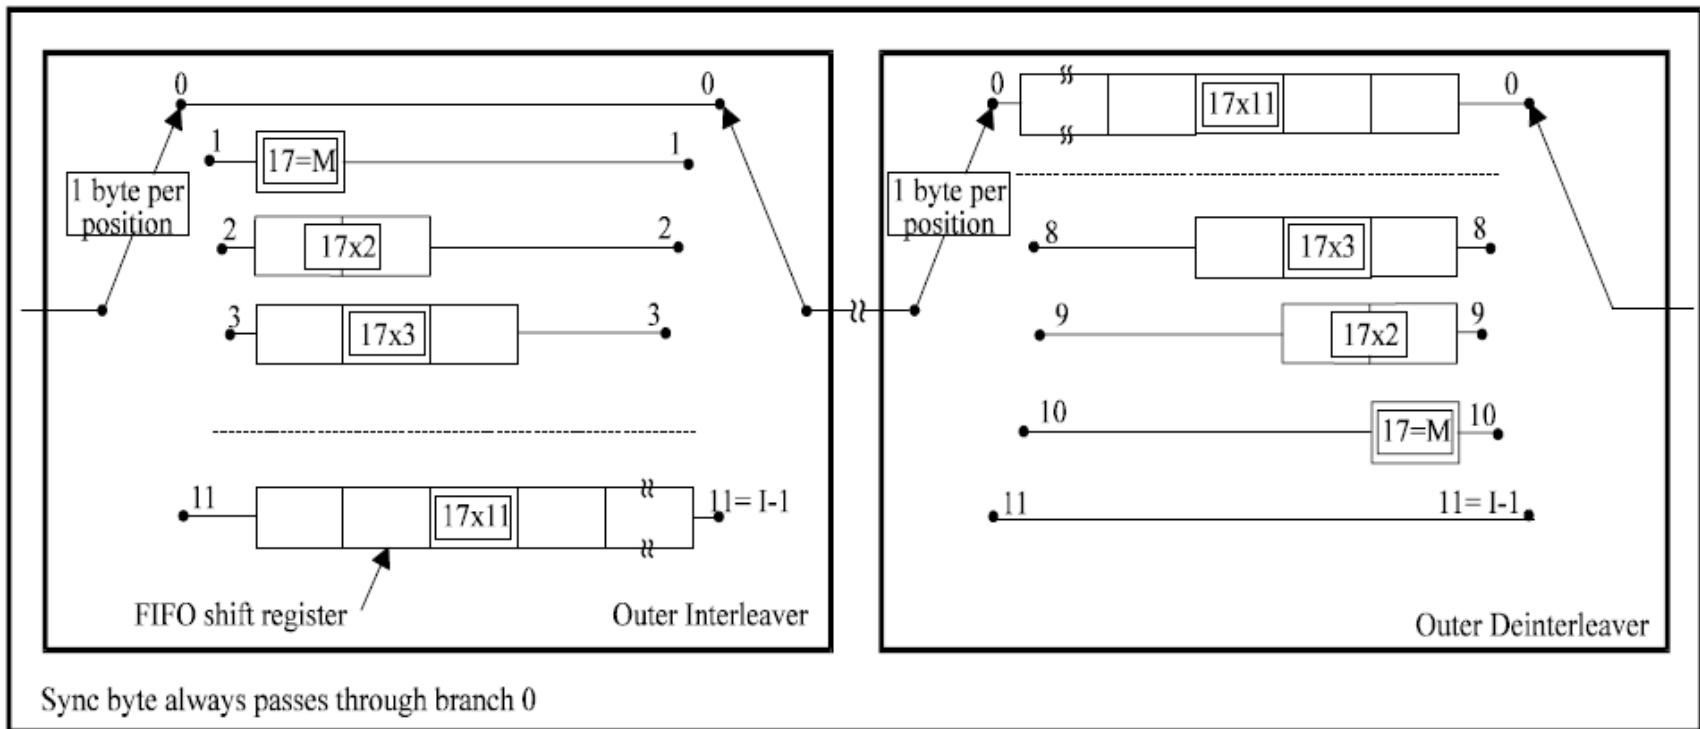 0 0
1 17=M 1
1 byte per
position
2 17x2 2
3 17x3 3
11 17x11 11= I-1
FIFO shift register
Outer Interleaver
0 17x11 0
1 byte per
position
8 17x3 8
9 17x2 9
10 17=M 10
11 11= I-1
Outer Deinterleaver
Sync byte always passes through branch 0